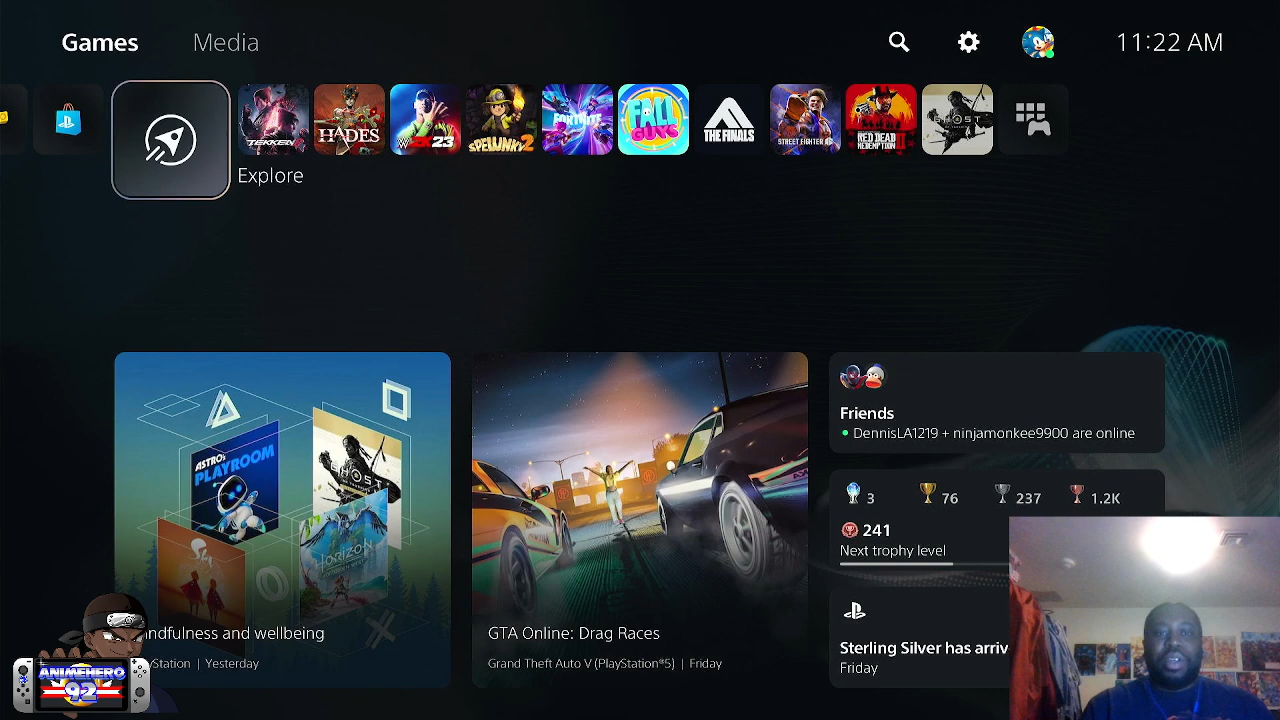 Games
Media
11:22 AM
TEKKEN
HADES
W2K23
SPELUNKY 2
FORTNITE
FALL GUYS
THE FINALS
STREET FIGHTER
RED DEAD REDEMPTION II
GHOST
Explore
ASTRO'S PLAYROOM
GHOST
HORIZON
ndfulness and wellbeing
Station | Yesterday
GTA Online: Drag Races
Grand Theft Auto V (PlayStation®5) | Friday
Friends
DennisLA1219 + ninjamonkee9900 are online
3
76
237
1.2K
241
Next trophy level
Sterling Silver has arriv
Friday
ANIMEHERO
92